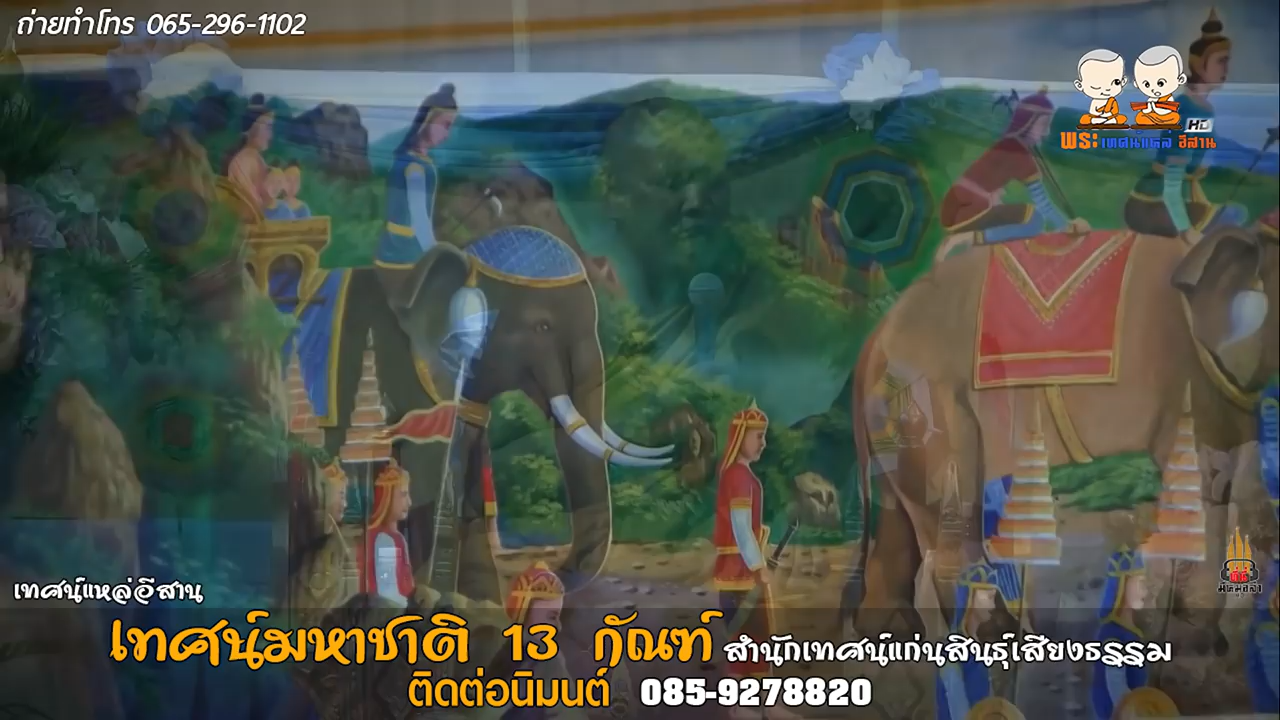 ถ่ายทำโทร 065-296-1102
HD
พระเทศน์แหล่ อีสาน
เทศน์แหล่อีสาน
เทศน์มหาชาติ 13 กัณฑ์ สำนักเทศน์แก่นสินธุ์เสียงธรรม
ติดต่อนิมนต์ 085-9278820